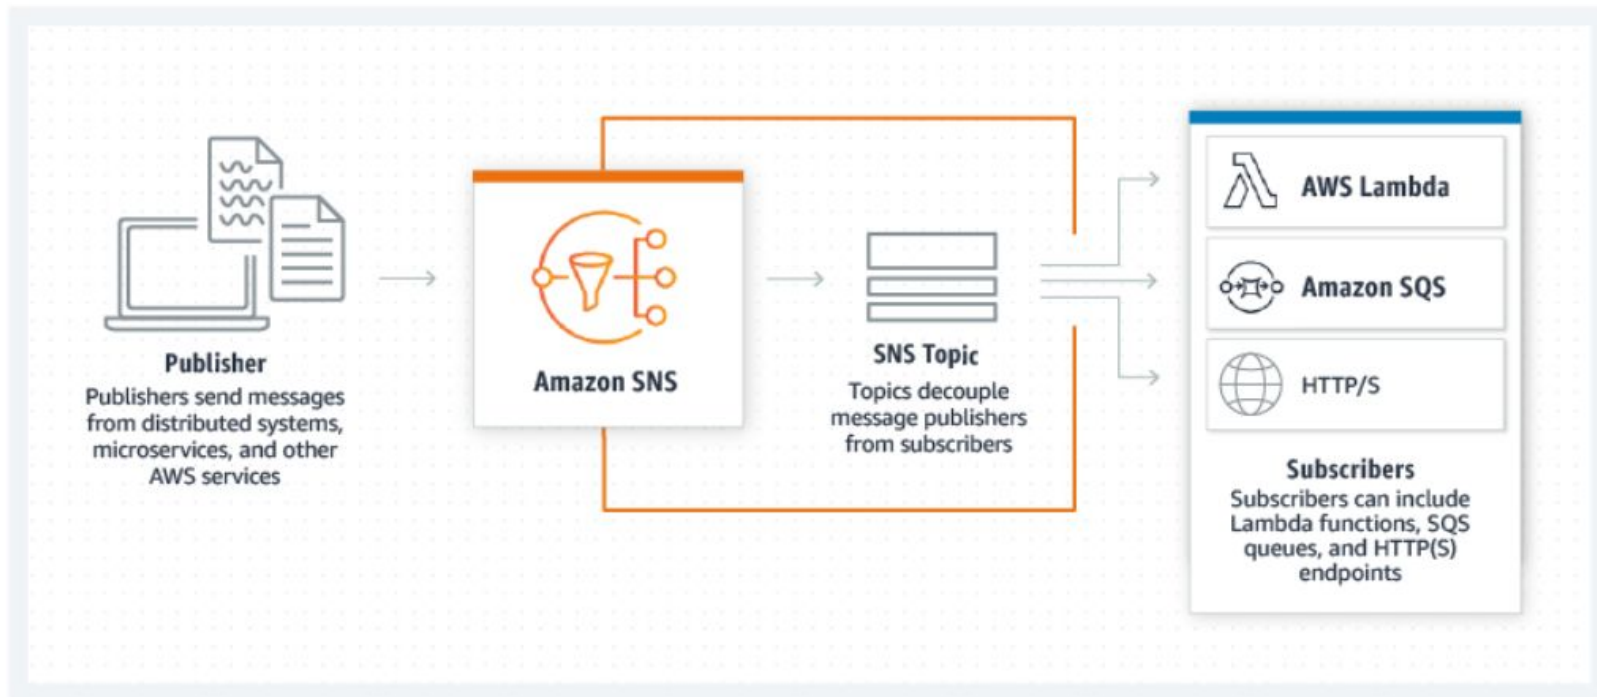 Publisher
Publishers send messages
from distributed systems,
microservices, and other
AWS services
Amazon SNS
SNS Topic
Topics decouple
message publishers
from subscribers
AWS Lambda
Amazon SQS
HTTP/S
Subscribers
Subscribers can include
Lambda functions, SQS
queues, and HTTP(S)
endpoints